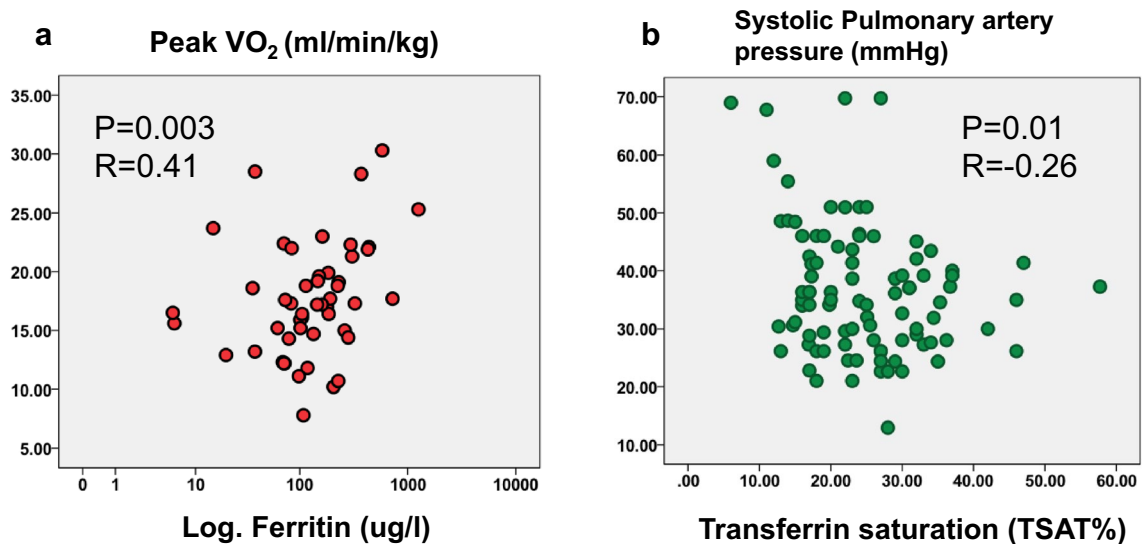 a
Peak VO₂ (ml/min/kg)
P=0.003
R=0.41
35.00
30.00
25.00
20.00
15.00
10.00
5.00
0 1 10 100 1000 10000
Log. Ferritin (ug/l)
b
Systolic Pulmonary artery
pressure (mmHg)
P=0.01
R=-0.26
70.00
60.00
50.00
40.00
30.00
20.00
10.00
.00 10.00 20.00 30.00 40.00 50.00 60.00
Transferrin saturation (TSAT%)